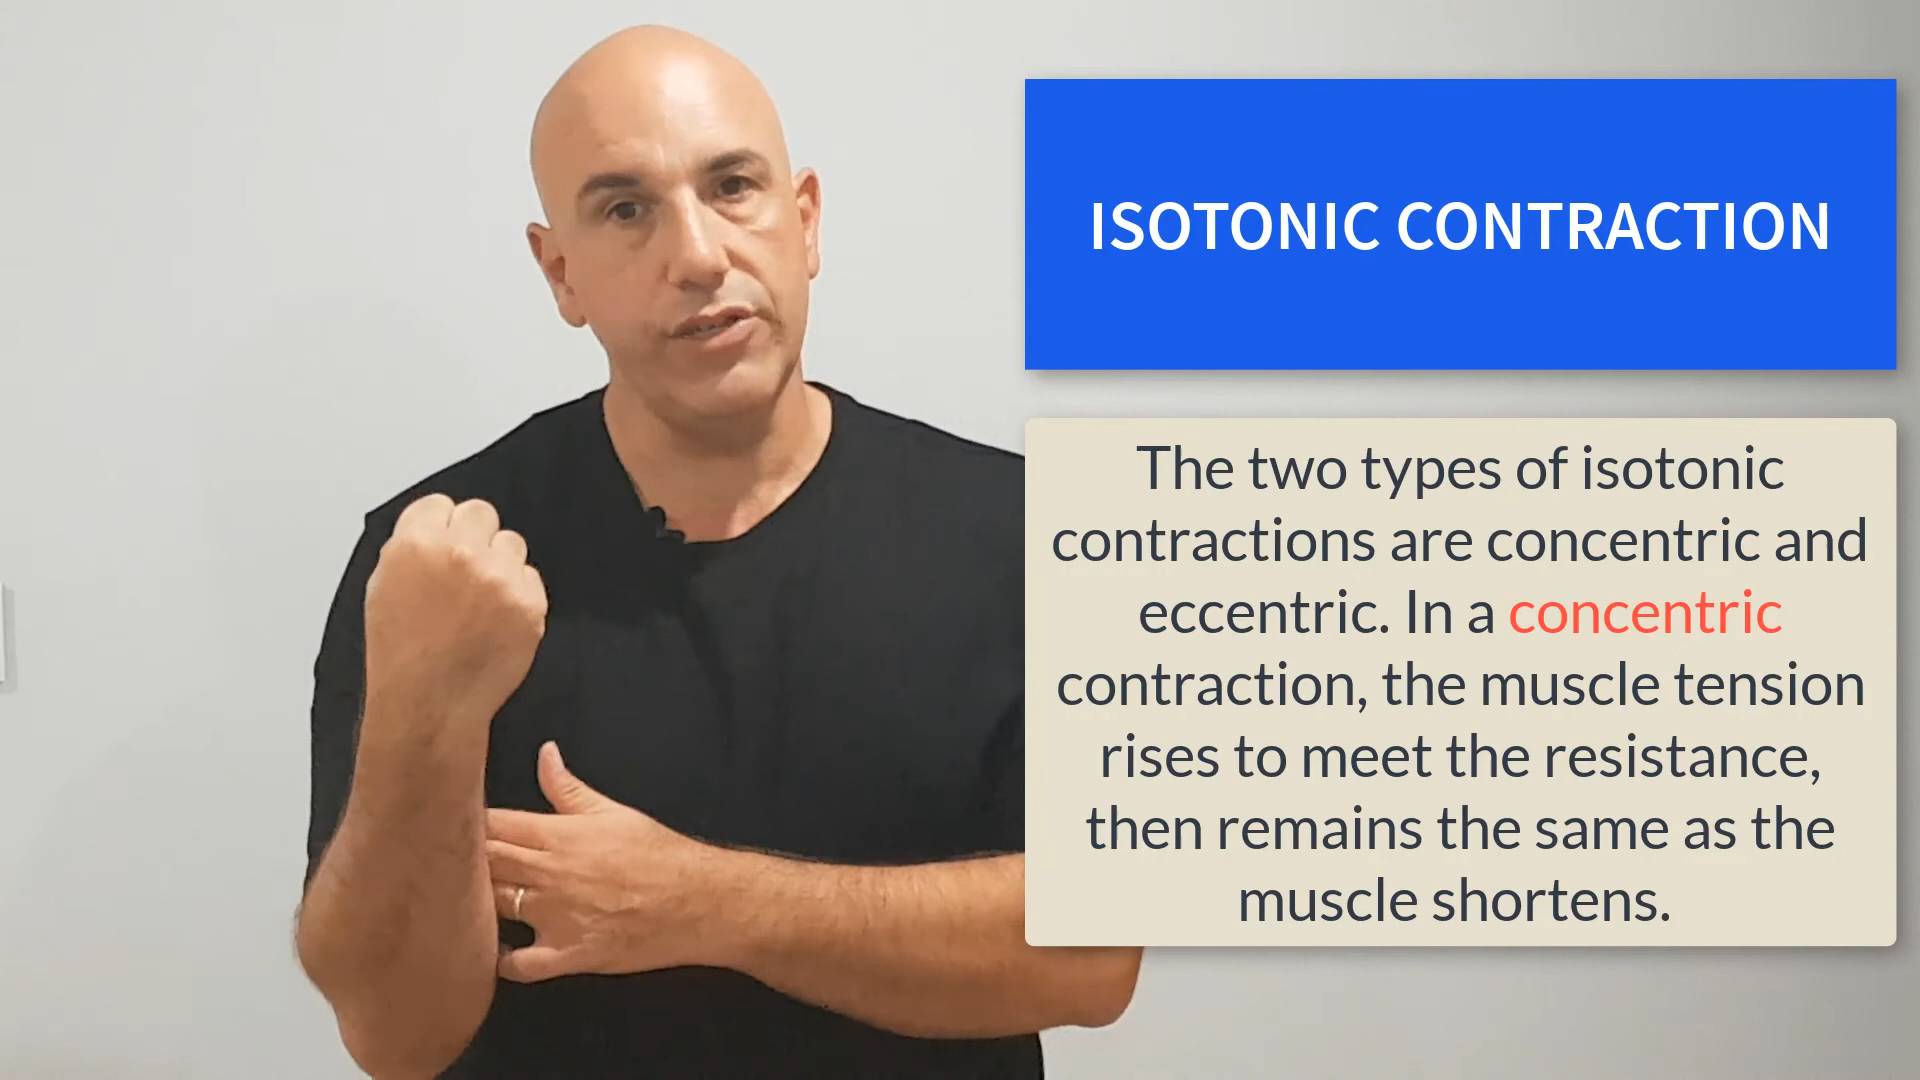 ISOTONIC CONTRACTION
The two types of isotonic
contractions are concentric and
eccentric. In a concentric
contraction, the muscle tension
rises to meet the resistance,
then remains the same as the
muscle shortens.